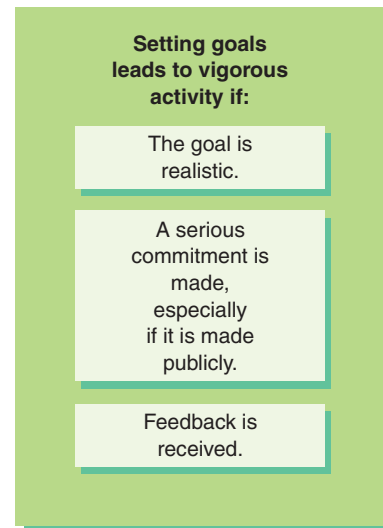 Setting goals
leads to vigorous
activity if:
The goal is
realistic.
A serious
commitment is
made,
especially
if it is made
publicly.
Feedback is
received.